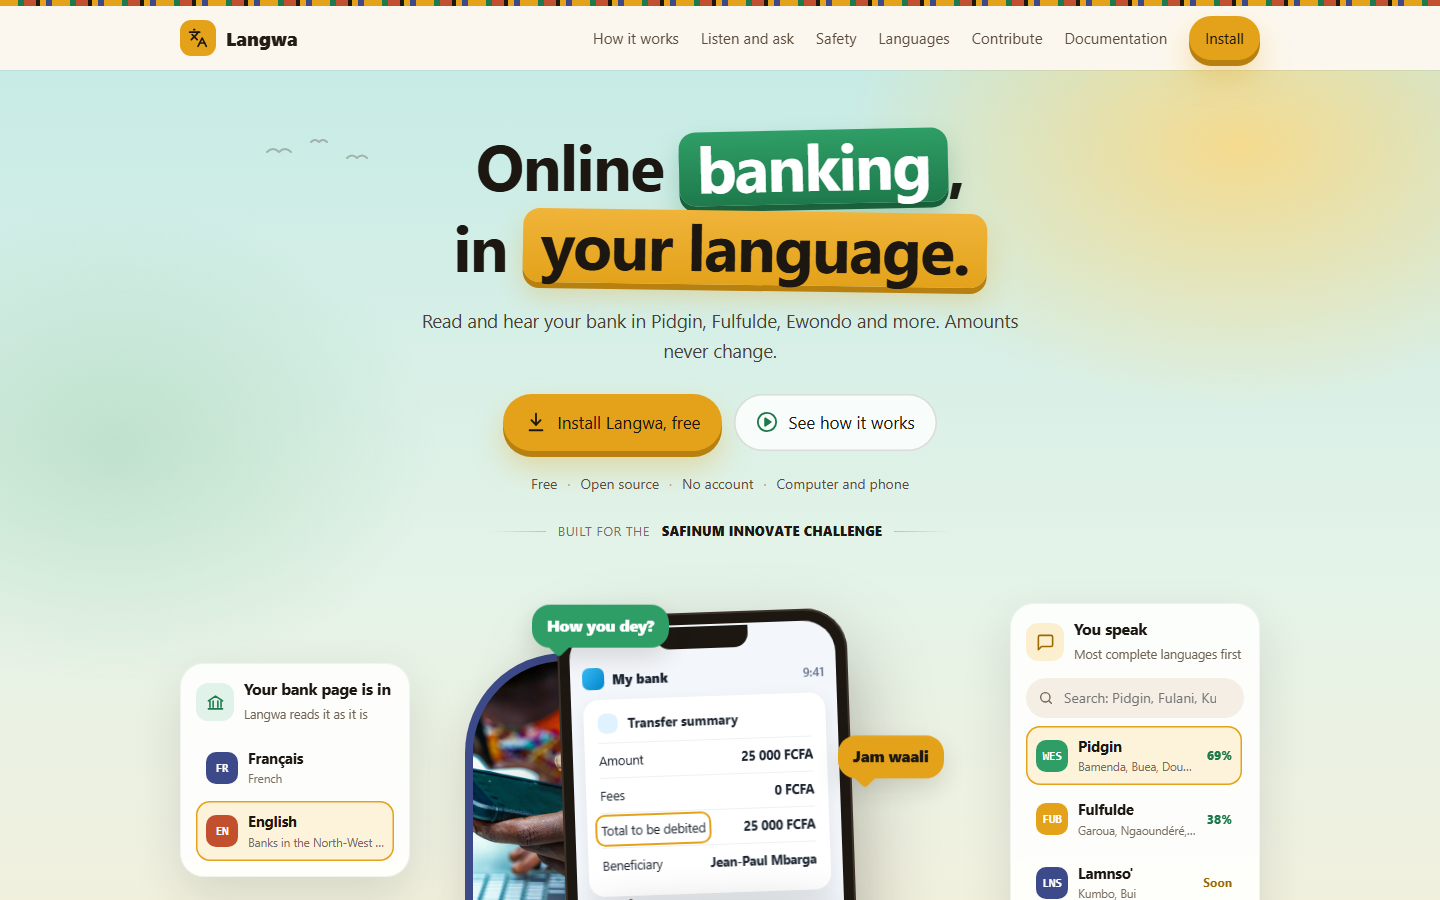 Langwa
How it works
Listen and ask
Safety
Languages
Contribute
Documentation
Install
Online banking,
in your language.
Read and hear your bank in Pidgin, Fulfulde, Ewondo and more. Amounts
never change.
Install Langwa, free
See how it works
Free · Open source · No account · Computer and phone
BUILT FOR THE SAFINUM INNOVATE CHALLENGE
Your bank page is in
Langwa reads it as it is
FR
Français
French
EN
English
Banks in the North-West ...
How you dey?
My bank
9:41
Transfer summary
Amount 25 000 FCFA
Fees 0 FCFA
Total to be debited 25 000 FCFA
Beneficiary Jean-Paul Mbarga
Jam waali
You speak
Most complete languages first
Search: Pidgin, Fulani, Ku
WES
Pidgin
Bamenda, Buea, Dou...
69%
FUB
Fulfulde
Garoua, Ngaoundéré,...
38%
LNS
Lamnso'
Kumbo, Bui
Soon